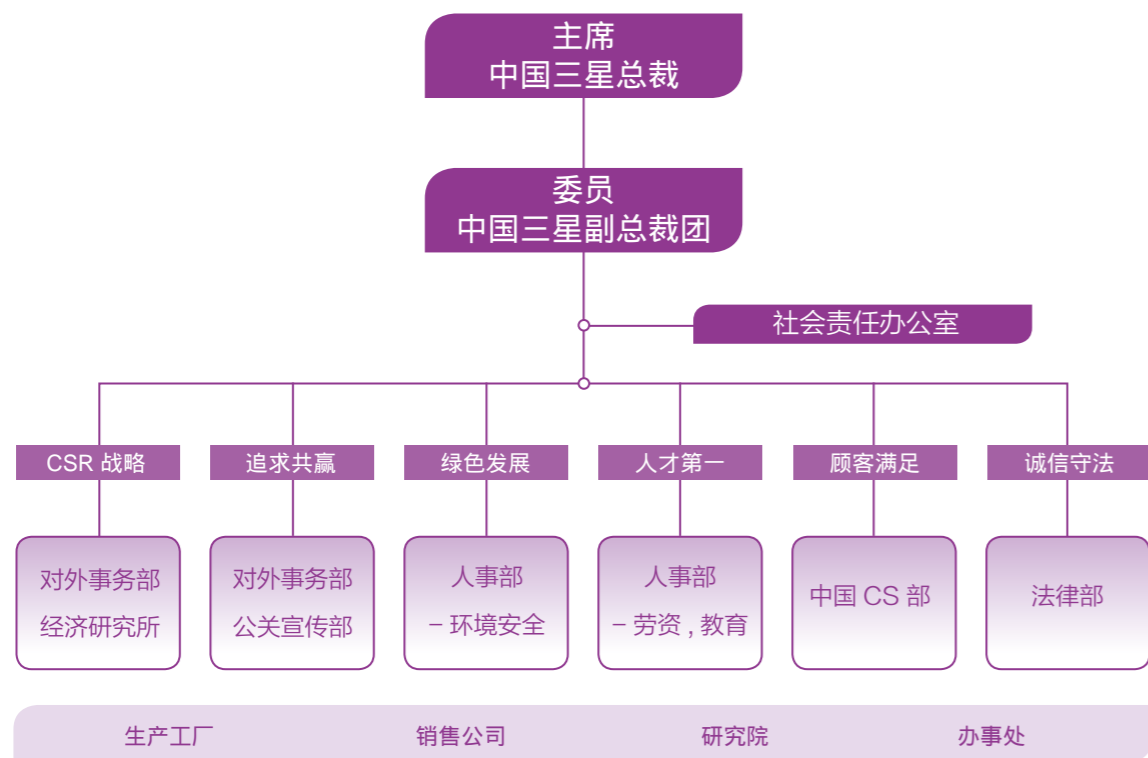 主席
中国三星总裁
委员
中国三星副总裁团
社会责任办公室
CSR 战略
追求共赢
绿色发展
人才第一
顾客满足
诚信守法
对外事务部
经济研究所
对外事务部
公关宣传部
人事部
– 环境安全
人事部
– 劳资 , 教育
中国 CS 部
法律部
生产工厂
销售公司
研究院
办事处